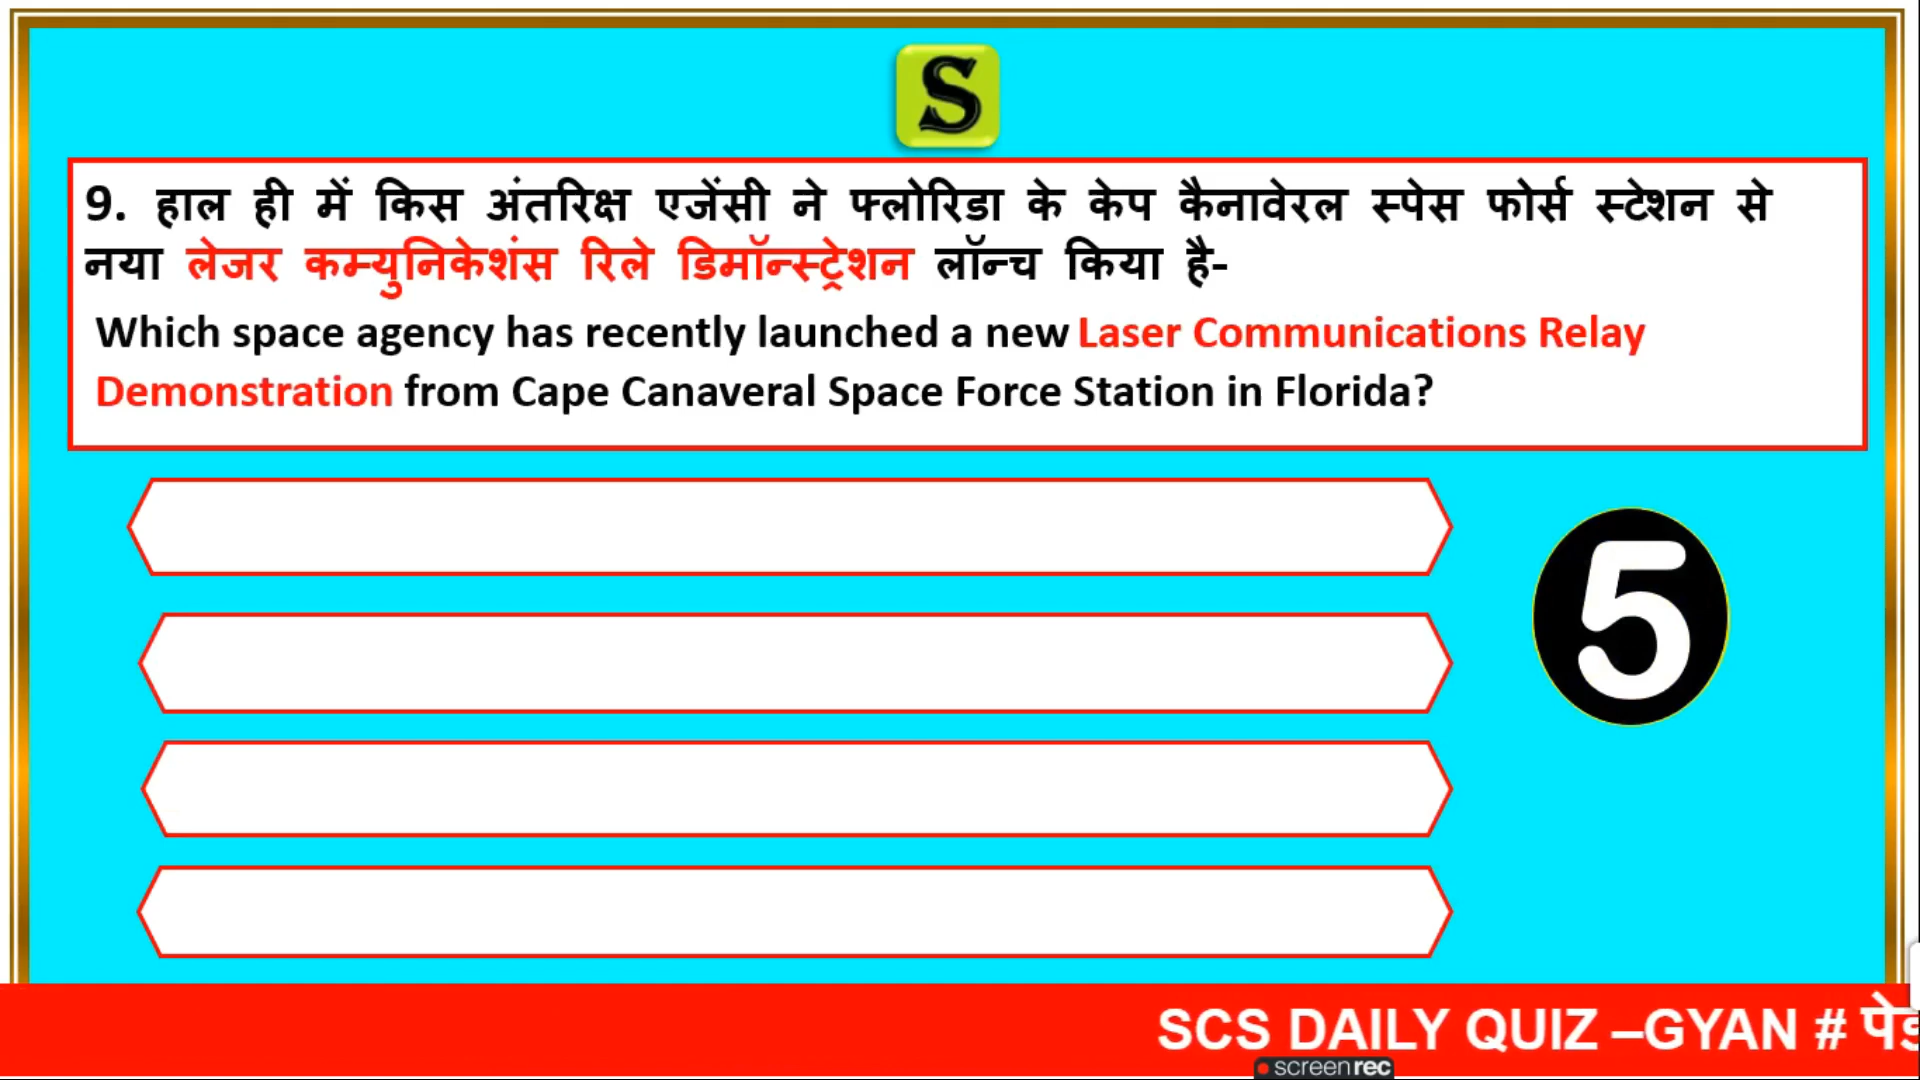 S
9. हाल ही में किस अंतरिक्ष एजेंसी ने फ्लोरिडा के केप कैनावेरल स्पेस फोर्स स्टेशन से
नया लेजर कम्युनिकेशंस रिले डिमॉन्स्ट्रेशन लॉन्च किया है-
Which space agency has recently launched a new Laser Communications Relay
Demonstration from Cape Canaveral Space Force Station in Florida?
5
SCS DAILY QUIZ –GYAN #
screenrec